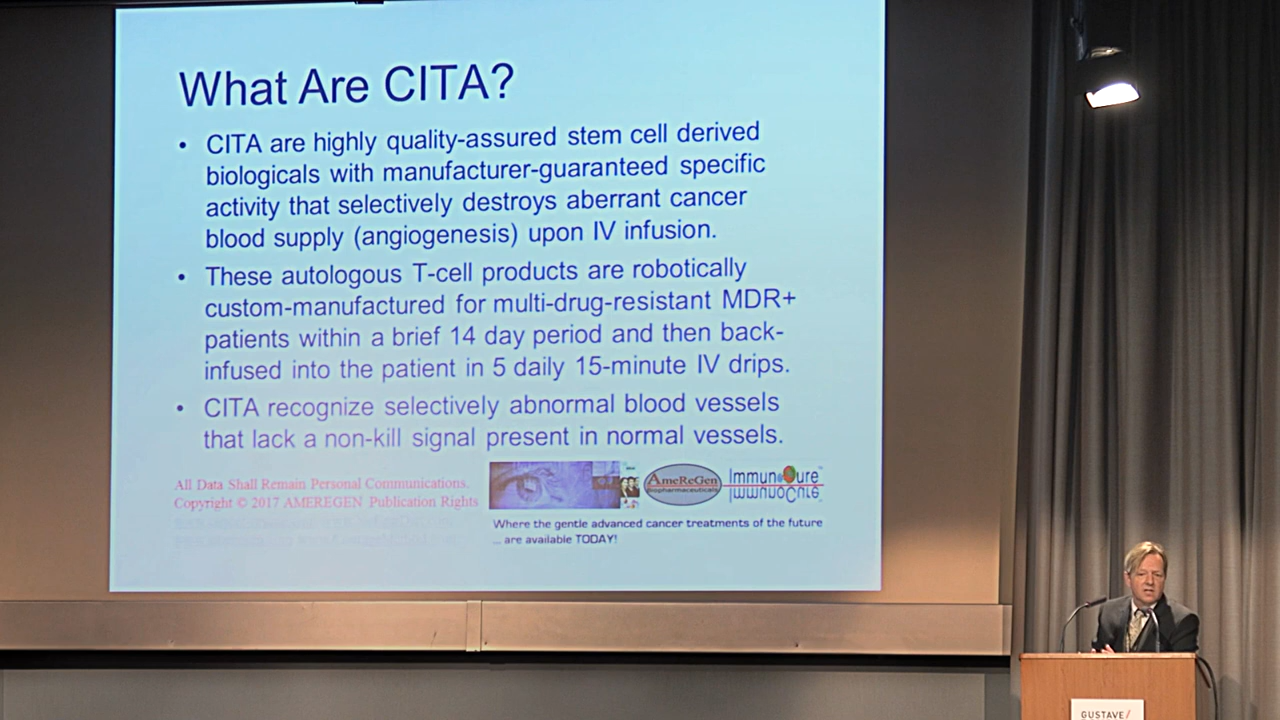 What Are CITA?
• CITA are highly quality-assured stem cell derived
biologicals with manufacturer-guaranteed specific
activity that selectively destroys aberrant cancer
blood supply (angiogenesis) upon IV infusion.
• These autologous T-cell products are robotically
custom-manufactured for multi-drug-resistant MDR+
patients within a brief 14 day period and then back-
infused into the patient in 5 daily 15-minute IV drips.
• CITA recognize selectively abnormal blood vessels
that lack a non-kill signal present in normal vessels.
All Data Shall Remain Personal Communications.
Copyright © 2017 AMEREGEN Publication Rights
AmeReGen
Biopharmaceuticals
Immun Cure
Where the gentle advanced cancer treatments of the future
... are available TODAY!
GUSTAVE/